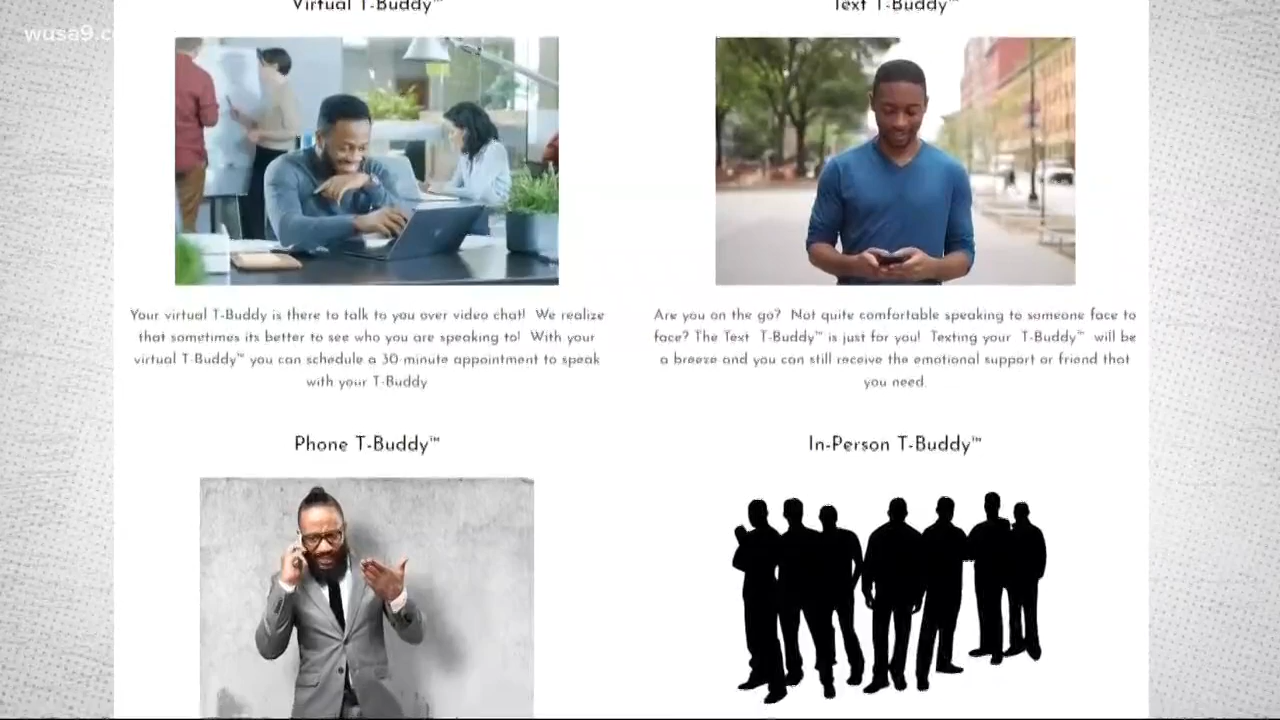 wusa9.c
Virtual T-Buddy™
Text T-Buddy™
Your virtual T-Buddy is there to talk to you over video chat! We realize
that sometimes its better to see who you are speaking to! With your
virtual T-Buddy™ you can schedule a 30-minute appointment to speak
with your T-Buddy
Are you on the go? Not quite comfortable speaking to someone face to
face? The Text T-Buddy™ is just for you! Texting your T-Buddy™ will be
a breeze and you can still receive the emotional support or friend that
you need.
Phone T-Buddy™
In-Person T-Buddy™